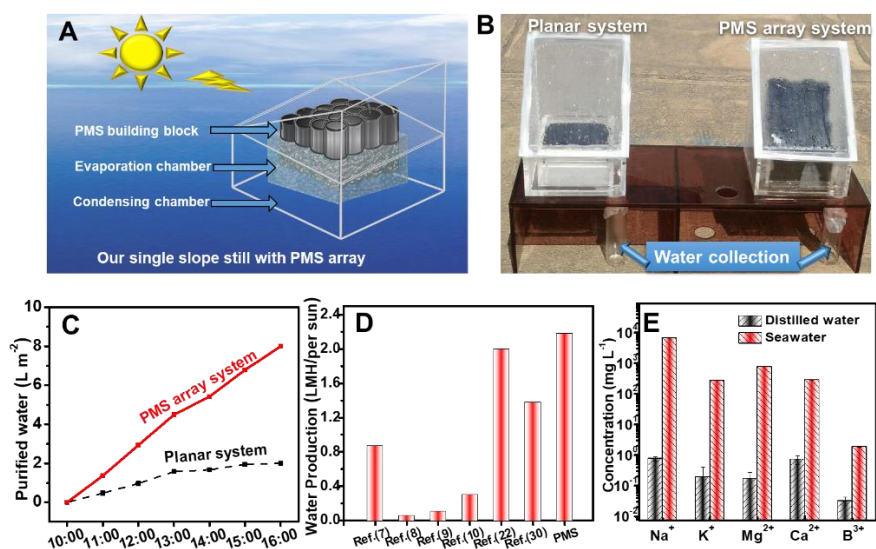 A
PMS building block
Evaporation chamber
Condensing chamber
Our single slope still with PMS array
B
Planar system
PMS array system
Water collection
C
Purified water (L m⁻²)
8
6
4
2
0
PMS array system
Planar system
10:00 11:00 12:00 13:00 14:00 15:00 16:00
D
Water Production (LMH/per sun)
2.4
1.8
1.2
0.6
0.0
Ref.(7) Ref.(8) Ref.(9) Ref.(10) Ref.(22) Ref.(30) PMS
E
Distilled water
Seawater
Concentration (mg L⁻¹)
10⁴
10³
10²
10¹
10⁰
10⁻¹
10⁻²
Na⁺ K⁺ Mg²⁺ Ca²⁺ B³⁺